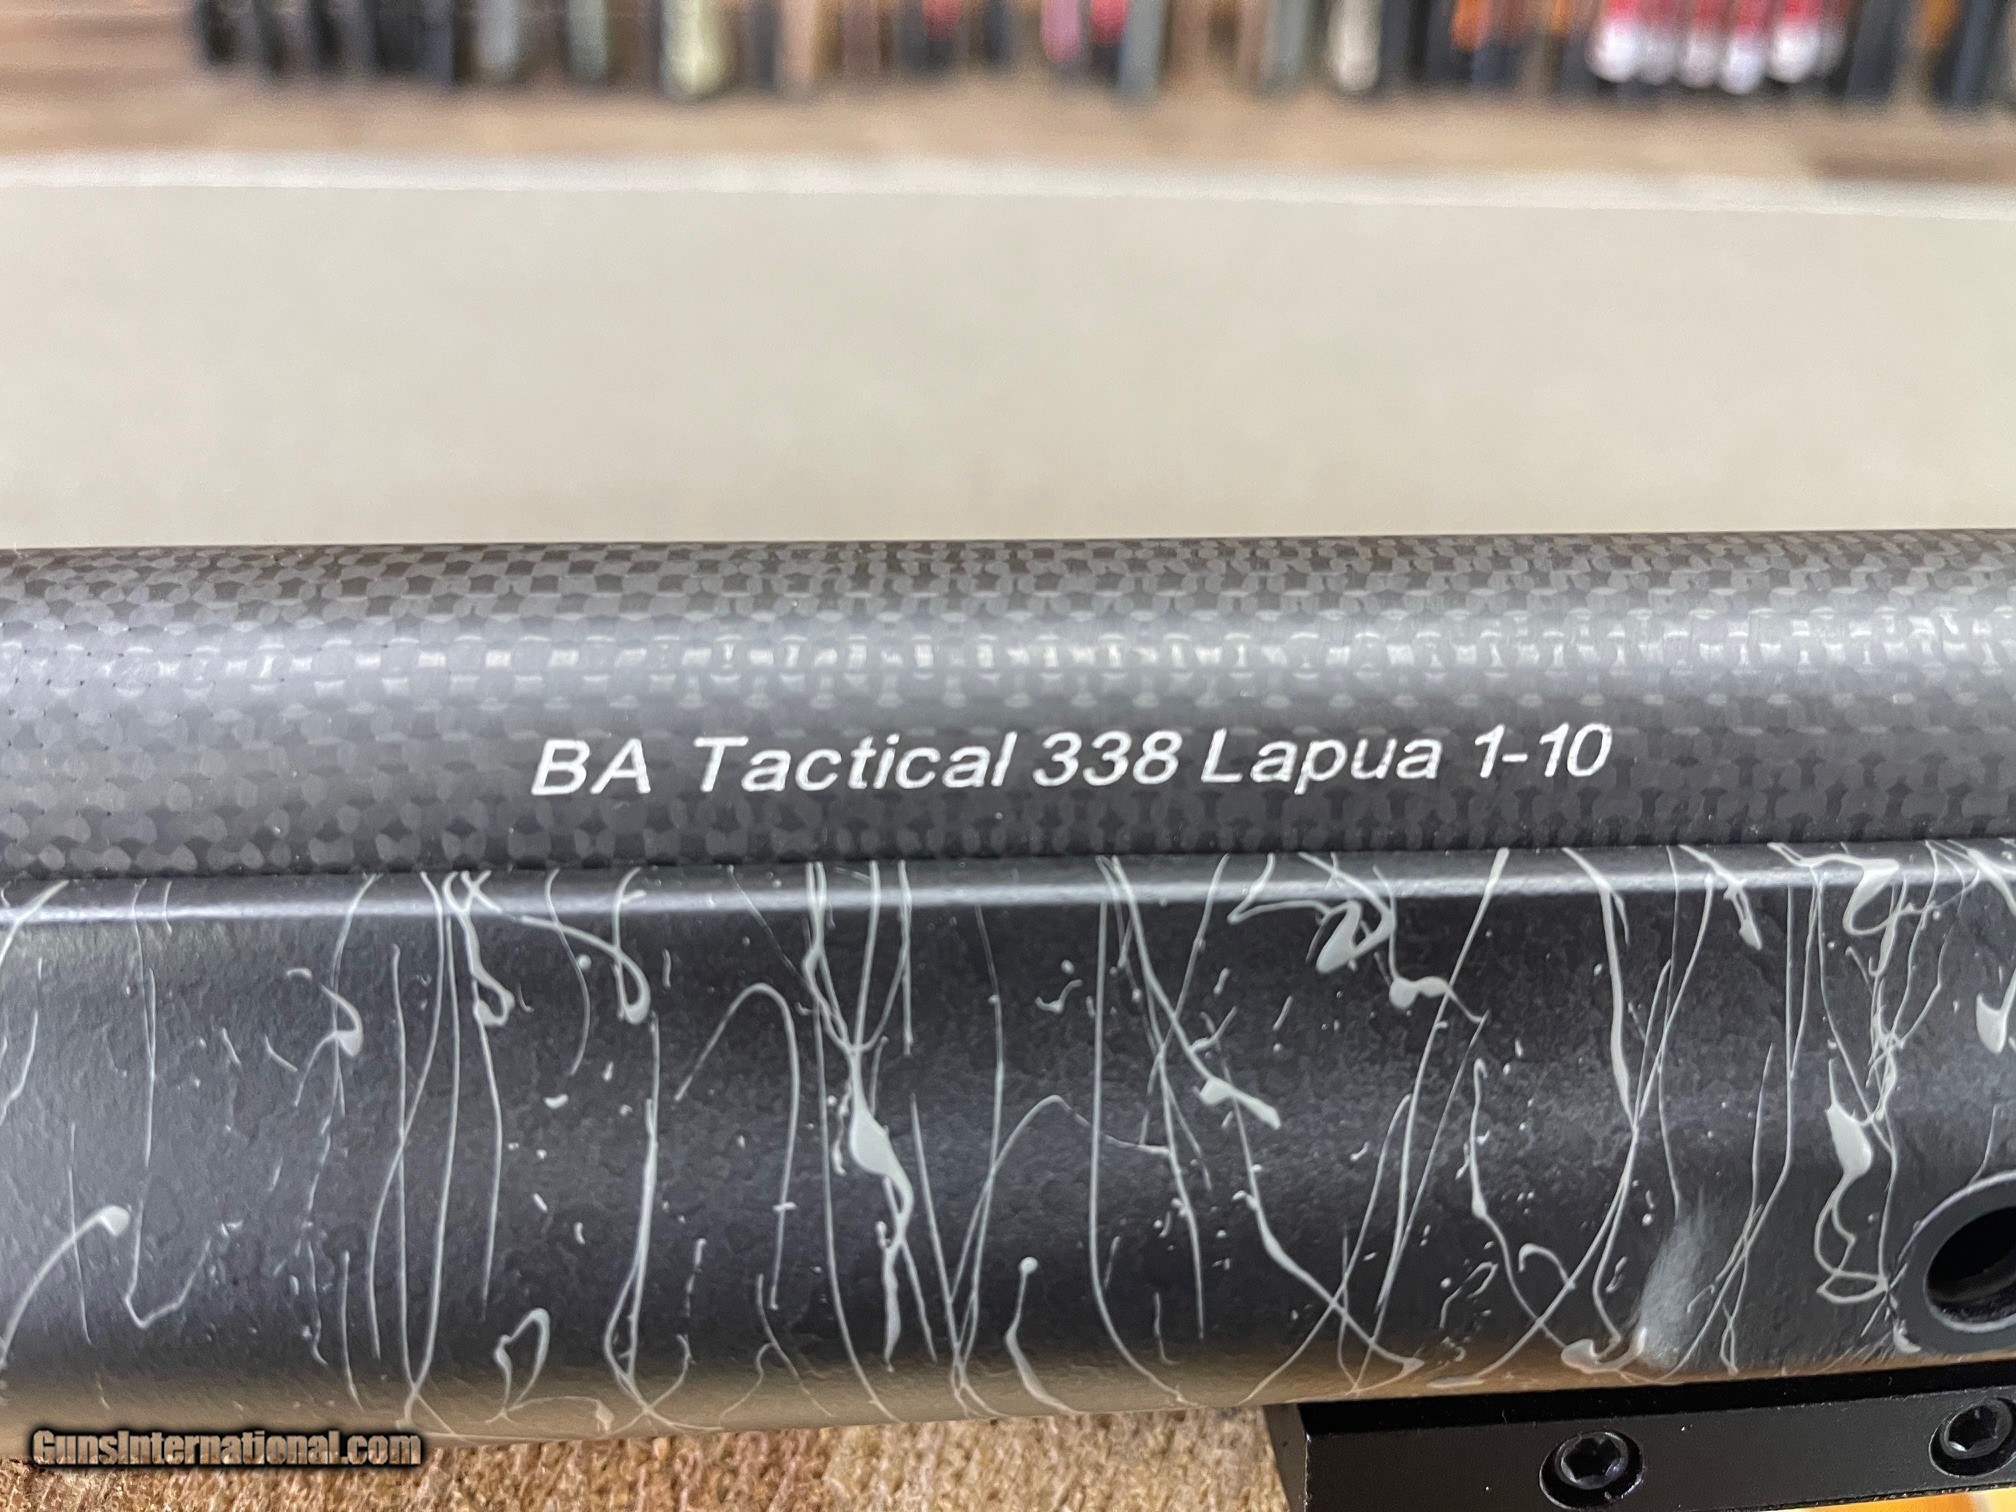 BA Tactical 338 Lapua 1-10
GunsInternational.com